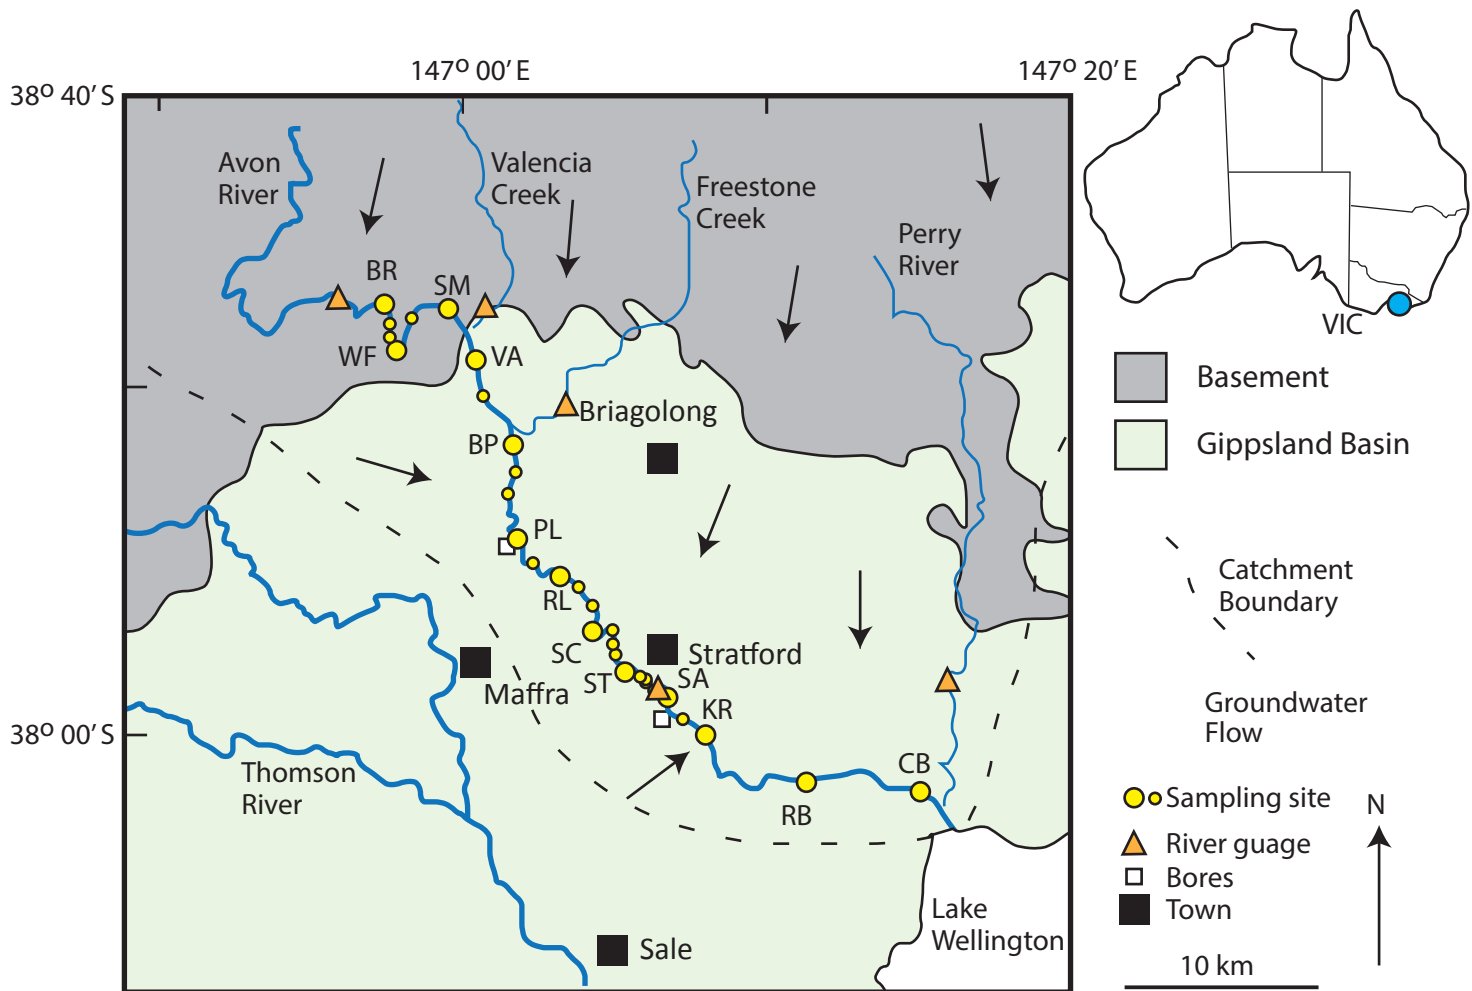 147° 00' E
147° 20' E
38° 40' S
Avon
River
Valencia
Creek
Freestone
Creek
Perry
River
BR
SM
WF
VA
VIC
Basement
Briagolong
BP
Gippsland Basin
PL
RL
Catchment
Boundary
SC
Stratford
ST
SA
Maffra
KR
Groundwater
Flow
38° 00' S
Thomson
River
CB
RB
Sampling site
N
River guage
Bores
Town
Lake
Wellington
Sale
10 km